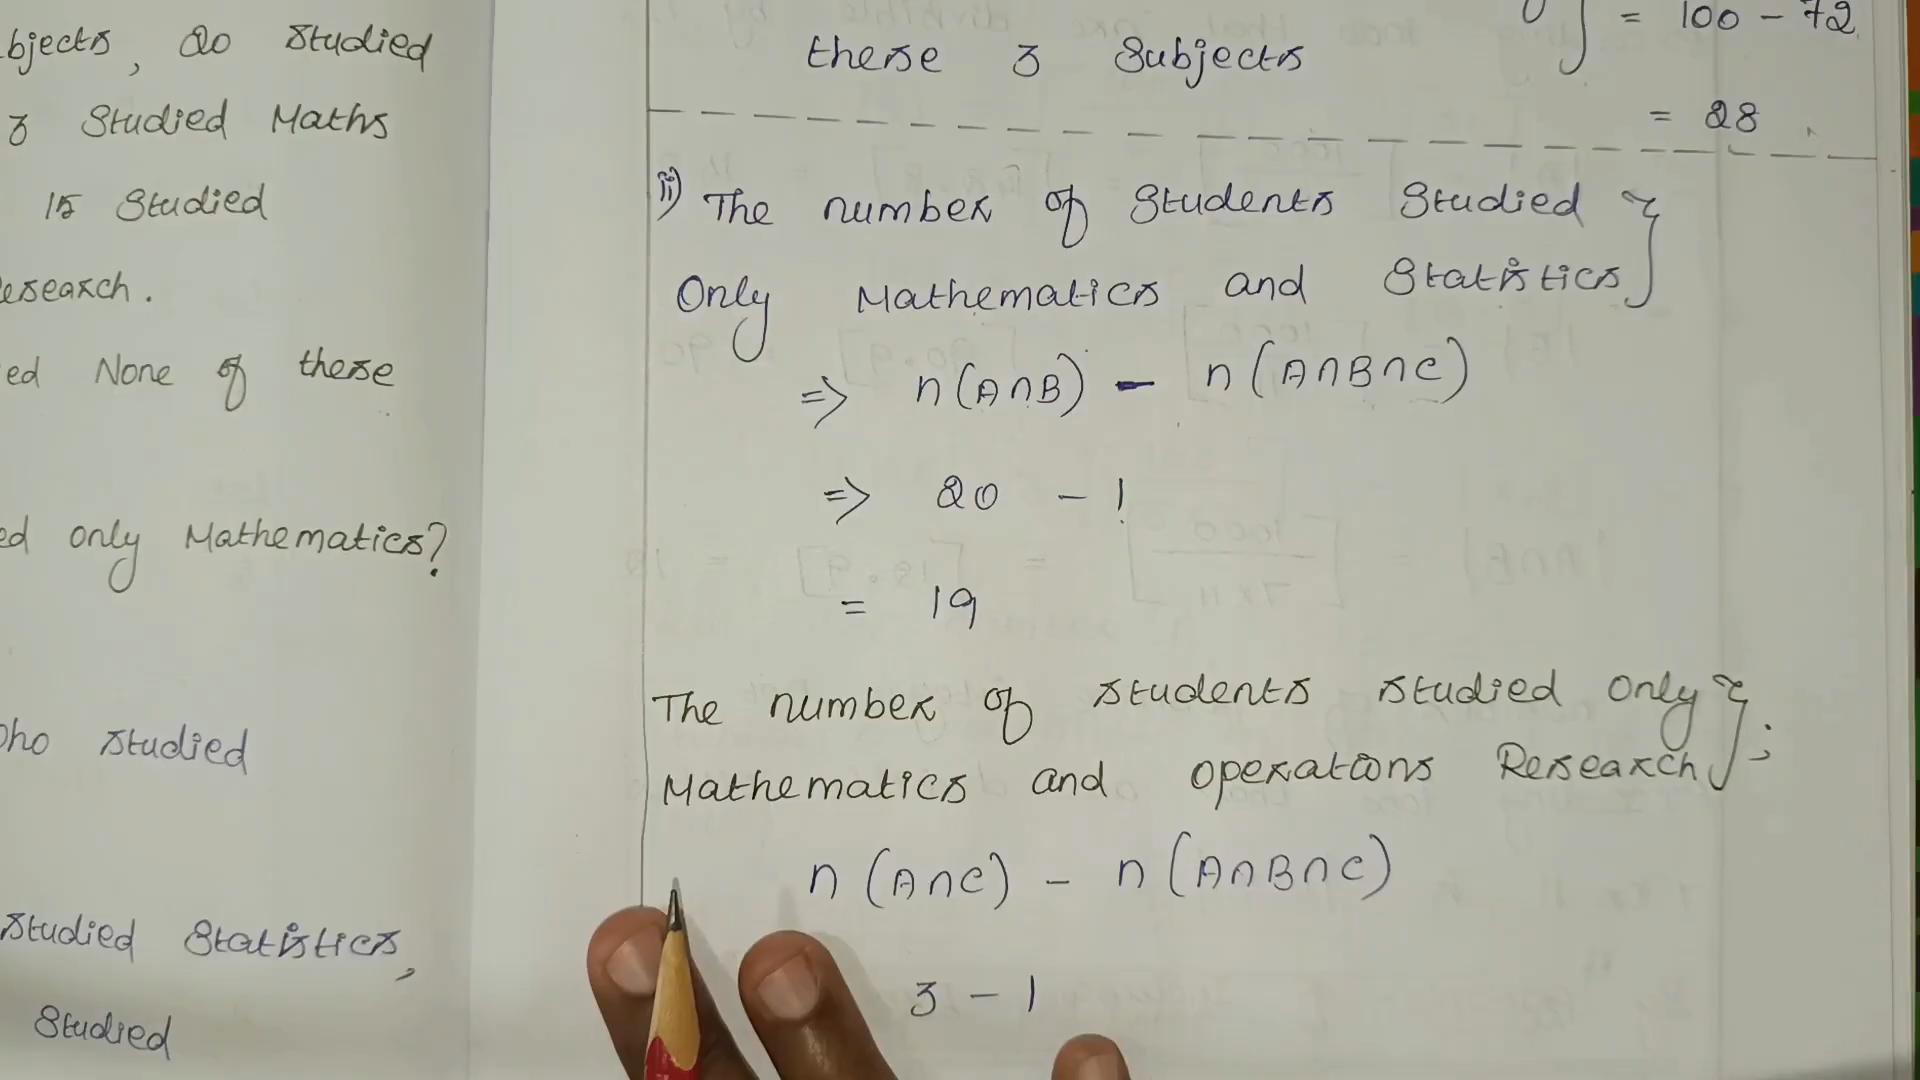 bjects, 20 Studied
3 Studied Maths
15 Studied
esearch.
ed None of these
ed only Mathematics?
ho Studied
Studied Statistics,
Studied
= 100 - 72
these 3 Subjects
= 28
ii) The number of Students Studied
Only Mathematics and Statistics
=> n(A∩B) - n(A∩B∩C)
=> 20 - 1
= 19
The number of students studied only
Mathematics and operations Research ;
n(A∩C) - n(A∩B∩C)
3 - 1